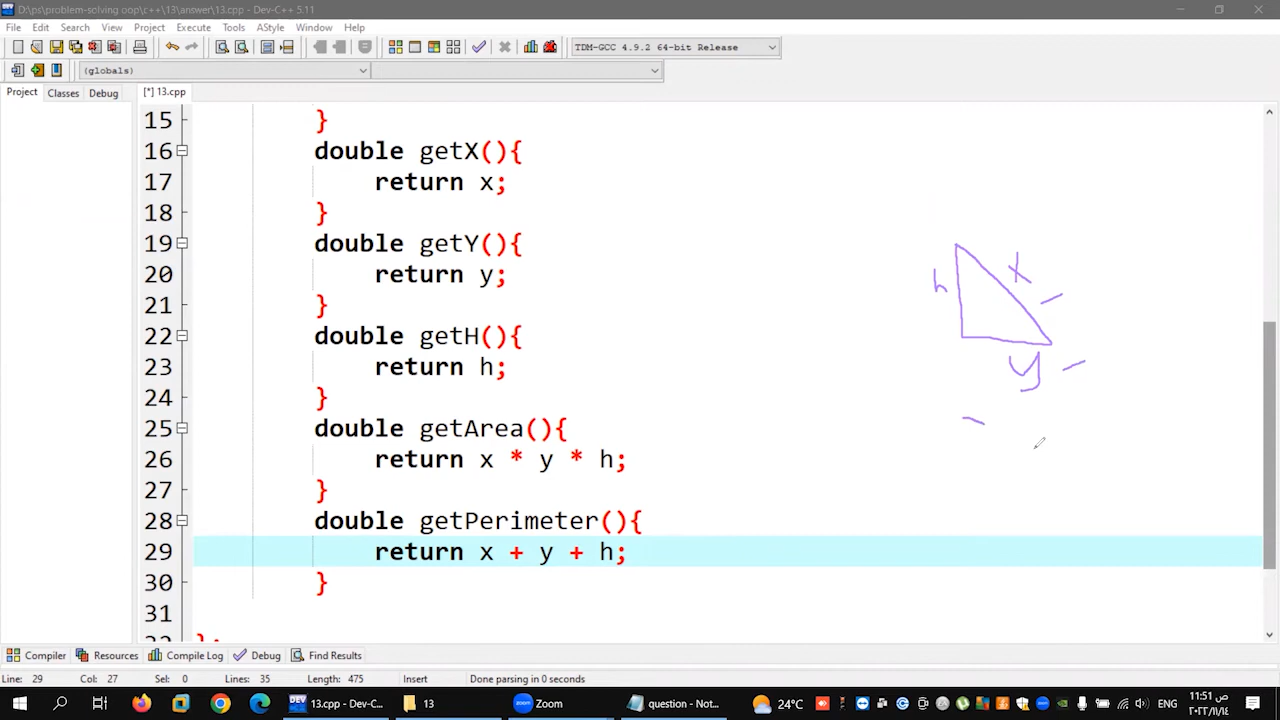 D:\ps\problem-solving oop\c++\13\answer\13.cpp - Dev-C++ 5.11
File Edit Search View Project Execute Tools AStyle Window Help
TDM-GCC 4.9.2 64-bit Release
(globals)
Project Classes Debug [*] 13.cpp
15 }
16 double getX(){
17 return x;
18 }
19 double getY(){
20 return y;
21 }
22 double getH(){
23 return h;
24 }
25 double getArea(){
26 return x * y * h;
27 }
28 double getPerimeter(){
29 return x + y + h;
30 }
31
h
x
y
Compiler Resources Compile Log Debug Find Results
Line: 29 Col: 27 Sel: 0 Lines: 35 Length: 475 Insert Done parsing in 0 seconds
13.cpp - Dev-C... 13 Zoom question - Not... 24°C ENG 11:51 ص